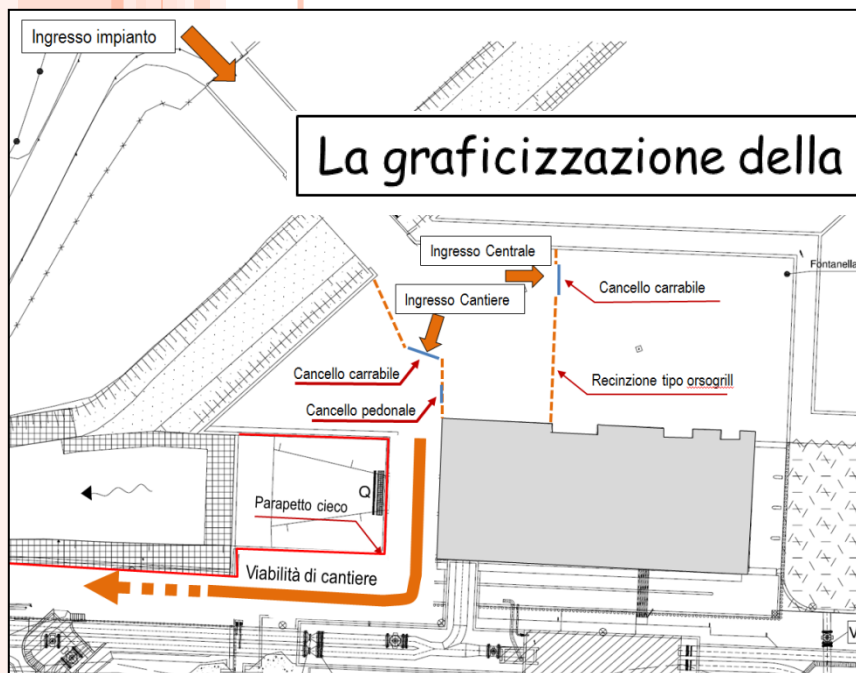 Ingresso impianto
La graficizzazione della
Ingresso Centrale
Fontanella
Cancello carrabile
Ingresso Cantiere
Cancello carrabile
Recinzione tipo orsogrill
Cancello pedonale
Q
Parapetto cieco
Viabilità di cantiere
V